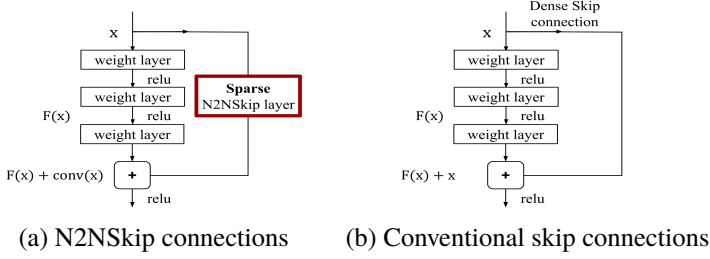 x
weight layer
relu
weight layer
F(x)
relu
weight layer
F(x) + conv(x)
+
relu
Sparse
N2NSkip layer
(a) N2NSkip connections
Dense Skip
connection
x
weight layer
relu
weight layer
F(x)
relu
weight layer
F(x) + x
+
relu
(b) Conventional skip connections